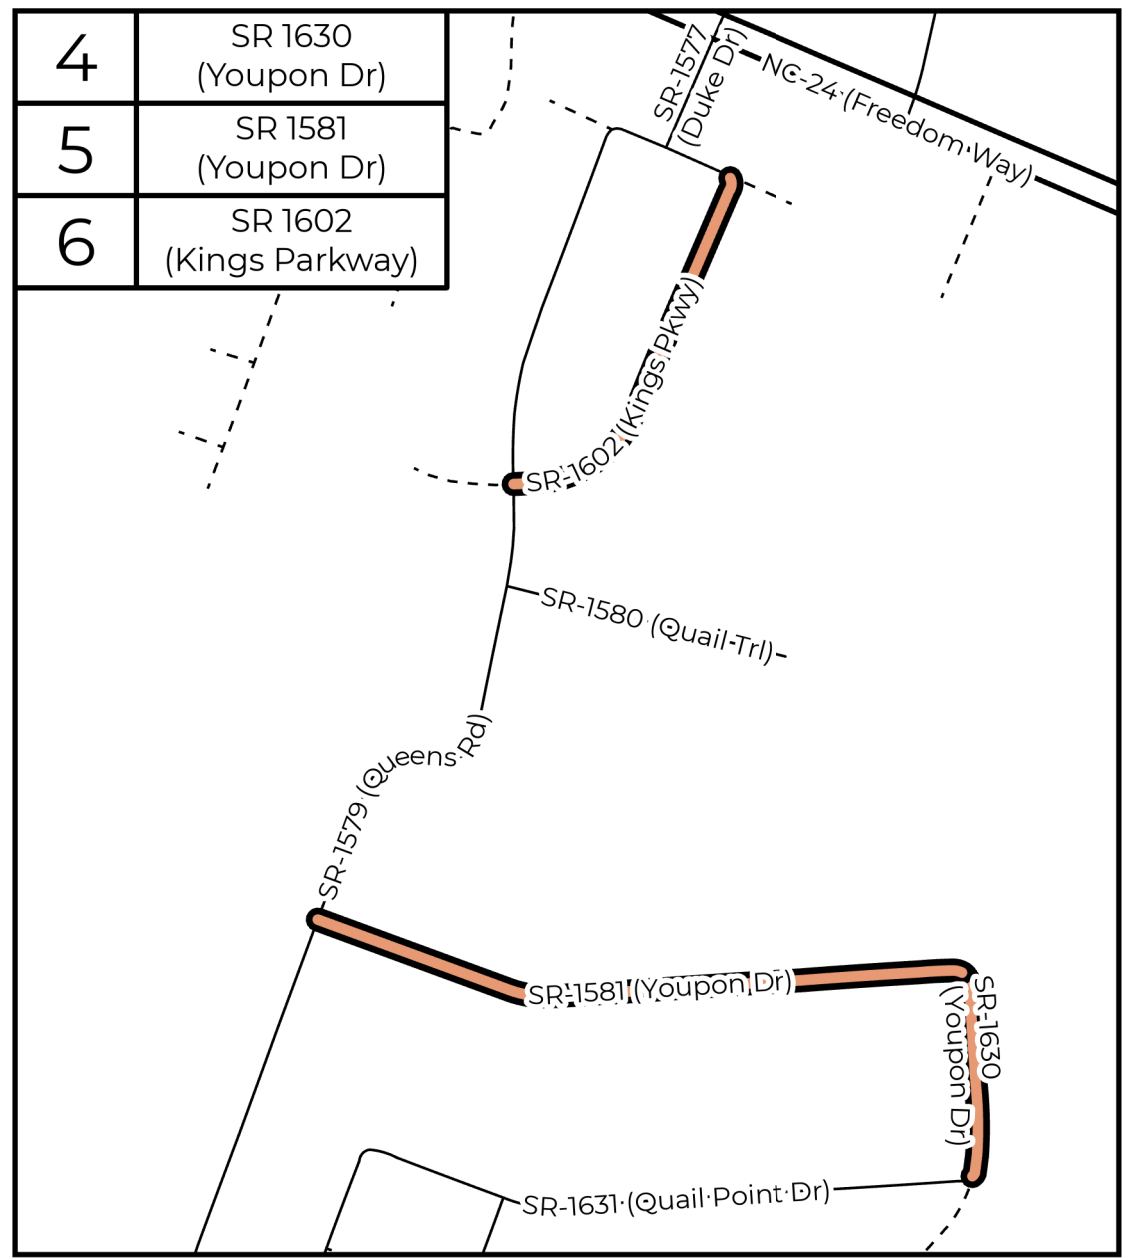 4
SR 1630
(Youpon Dr)
5
SR 1581
(Youpon Dr)
6
SR 1602
(Kings Parkway)
SR-1577
(Duke Dr)
NC-24 (Freedom Way)
SR-1602 (Kings Pkwy)
SR-1580 (Quail Trl)
SR-1579 (Queens Rd)
SR-1581 (Youpon Dr)
SR-1630
(Youpon Dr)
SR-1631 (Quail Point Dr)